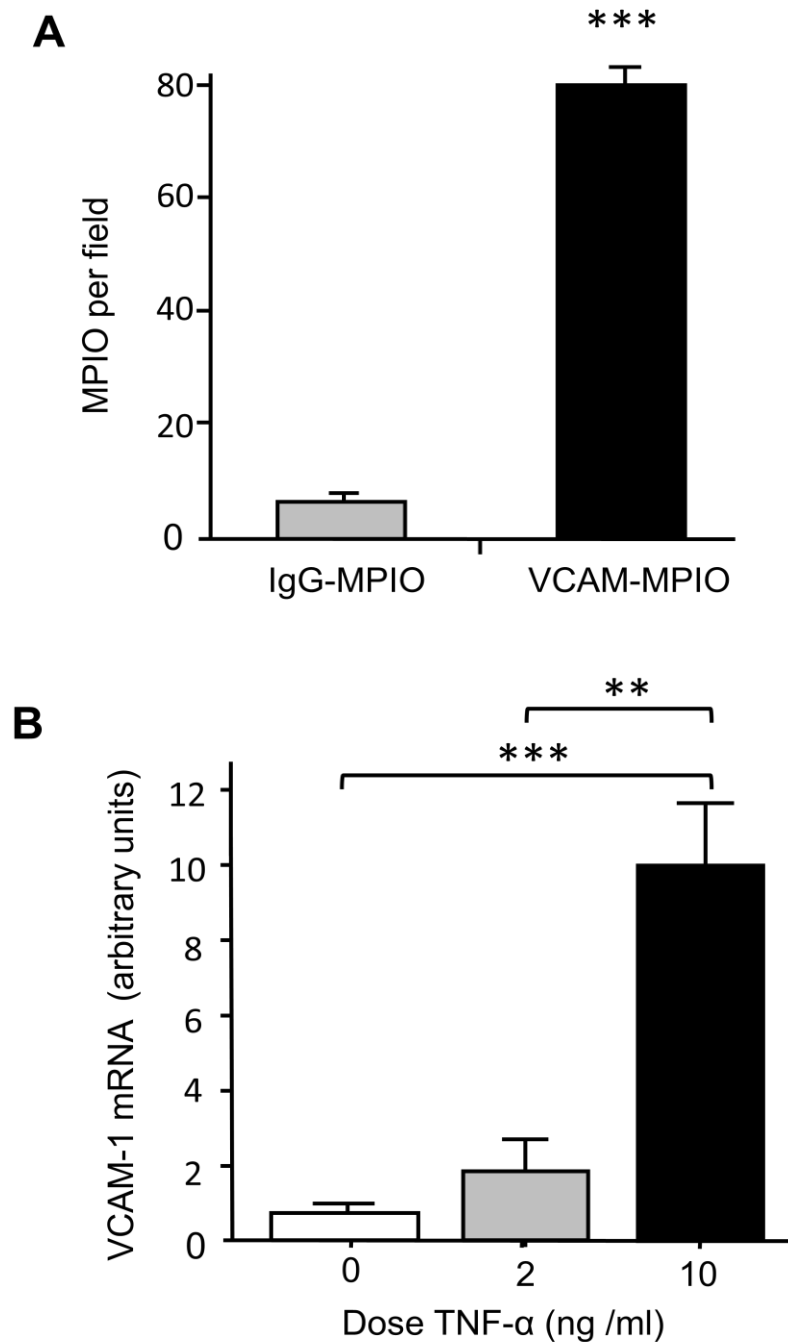 A
***
80
60
40
20
0
MPIO per field
IgG-MPIO VCAM-MPIO
B
**
***
12
10
8
6
4
2
0
VCAM-1 mRNA (arbitrary units)
0 2 10
Dose TNF-α (ng /ml)